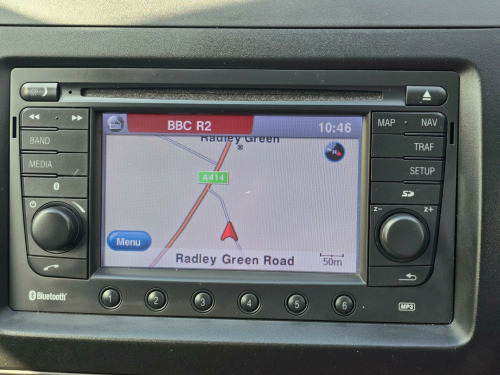 BBC R2
10:46
MAP
NAV
BAND
TRAF
MEDIA
SETUP
Radley Green
A414
z-
z+
Menu
Radley Green Road
50m
Bluetooth
1
2
3
4
5
6
MP3